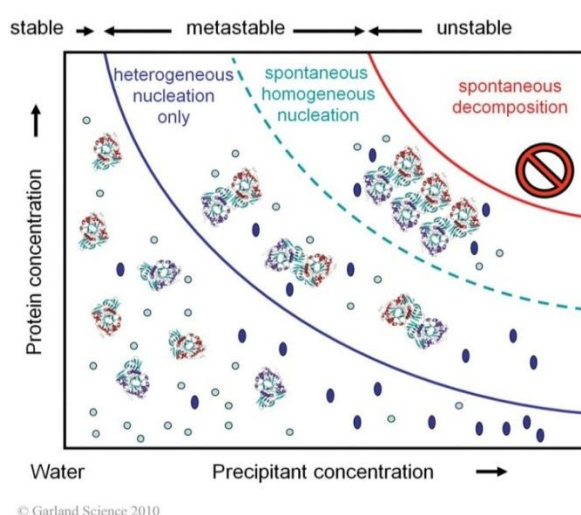 stable
metastable
unstable
heterogeneous
nucleation
only
spontaneous
homogeneous
nucleation
spontaneous
decomposition
Protein concentration
Water
Precipitant concentration
© Garland Science 2010